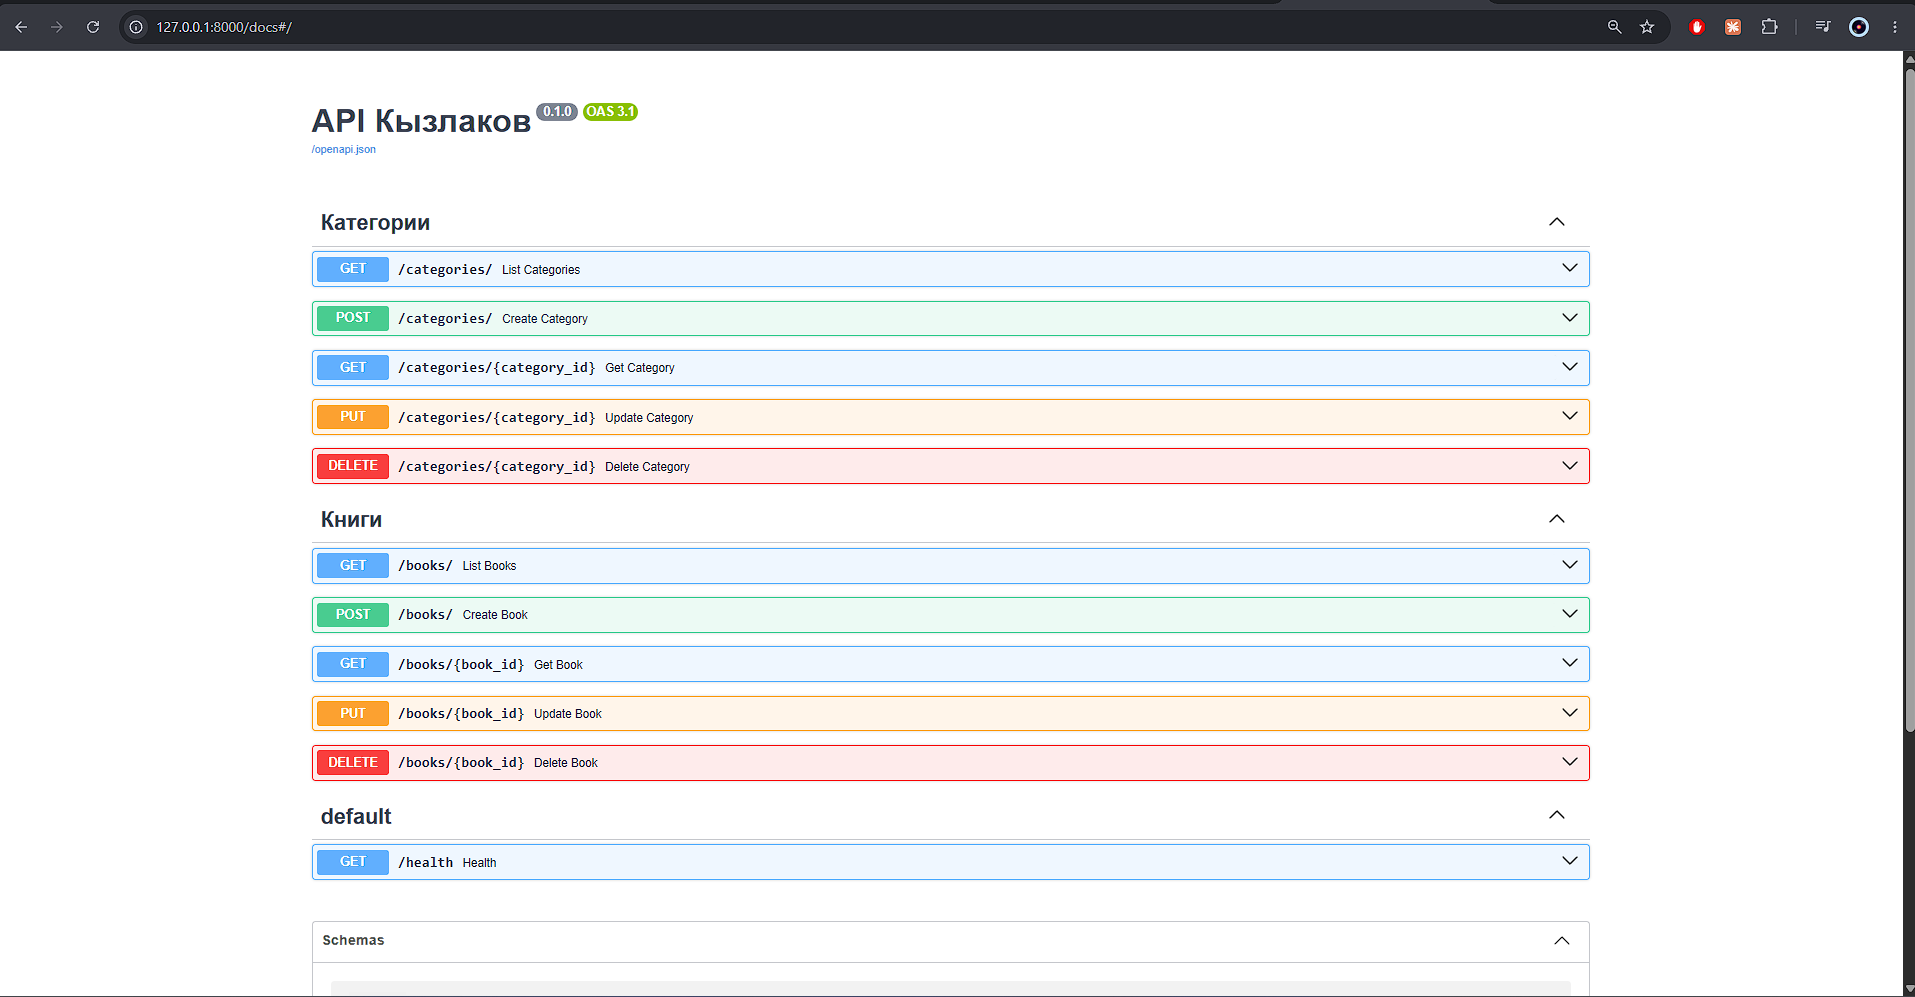 127.0.0.1:8000/docs#/
API Кызлаков 0.1.0 OAS 3.1
/openapi.json
Категории
GET /categories/ List Categories
POST /categories/ Create Category
GET /categories/{category_id} Get Category
PUT /categories/{category_id} Update Category
DELETE /categories/{category_id} Delete Category
Книги
GET /books/ List Books
POST /books/ Create Book
GET /books/{book_id} Get Book
PUT /books/{book_id} Update Book
DELETE /books/{book_id} Delete Book
default
GET /health Health
Schemas